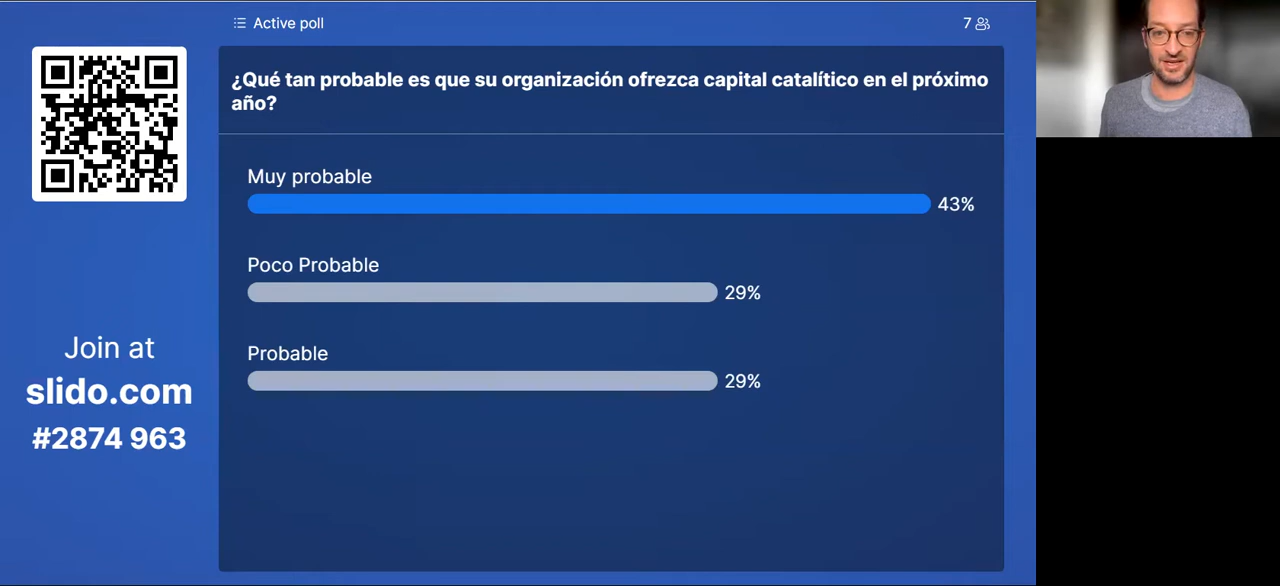 Active poll
7
¿Qué tan probable es que su organización ofrezca capital catalítico en el próximo
año?
Muy probable
43%
Poco Probable
29%
Probable
29%
Join at
slido.com
#2874 963